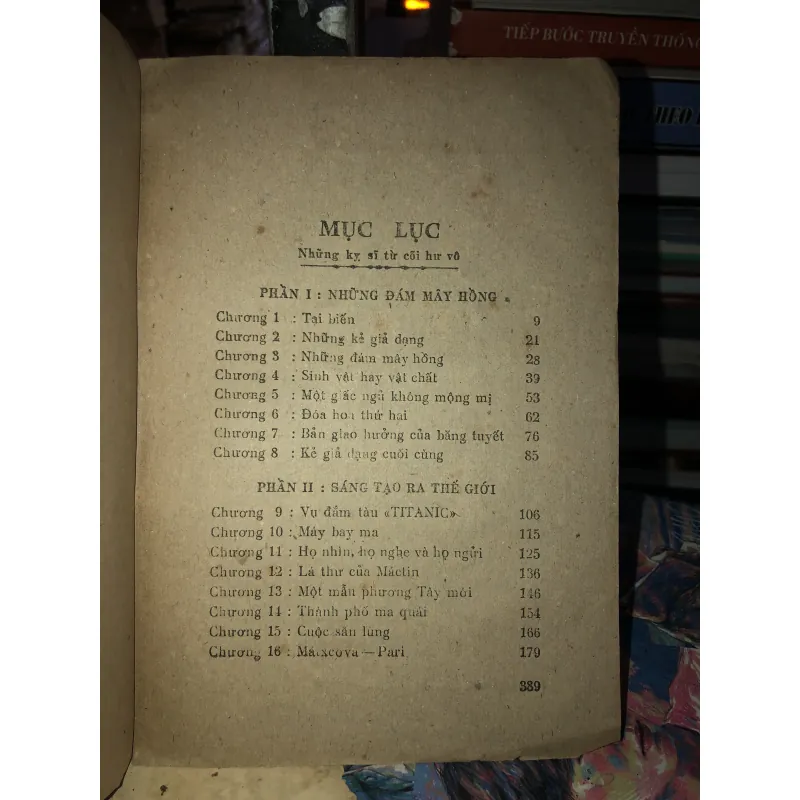 TIẾP BƯỚC TRUYỀN THỐNG
THEO
MỤC LỤC
Những kỵ sĩ từ cõi hư vô
PHẦN I : NHỮNG ĐÁM MÂY HỒNG
Chương 1 : Tai biến 9
Chương 2 : Những kẻ giả dạng 21
Chương 3 : Những đám mây hồng 28
Chương 4 : Sinh vật hay vật chất 39
Chương 5 : Một giấc ngủ không mộng mị 53
Chương 6 : Đóa hoa thứ hai 62
Chương 7 : Bản giao hưởng của băng tuyết 76
Chương 8 : Kẻ giả dạng cuối cùng 85
PHẦN II : SÁNG TẠO RA THẾ GIỚI
Chương 9 : Vụ đắm tàu «TITANIC» 106
Chương 10 : Máy bay ma 115
Chương 11 : Họ nhìn, họ nghe và họ ngửi 125
Chương 12 : Lá thư của Máctin 136
Chương 13 : Một mẫu phương Tây mới 146
Chương 14 : Thành phố ma quái 154
Chương 15 : Cuộc săn lùng 166
Chương 16 : Mátxcơva — Pari 179
389